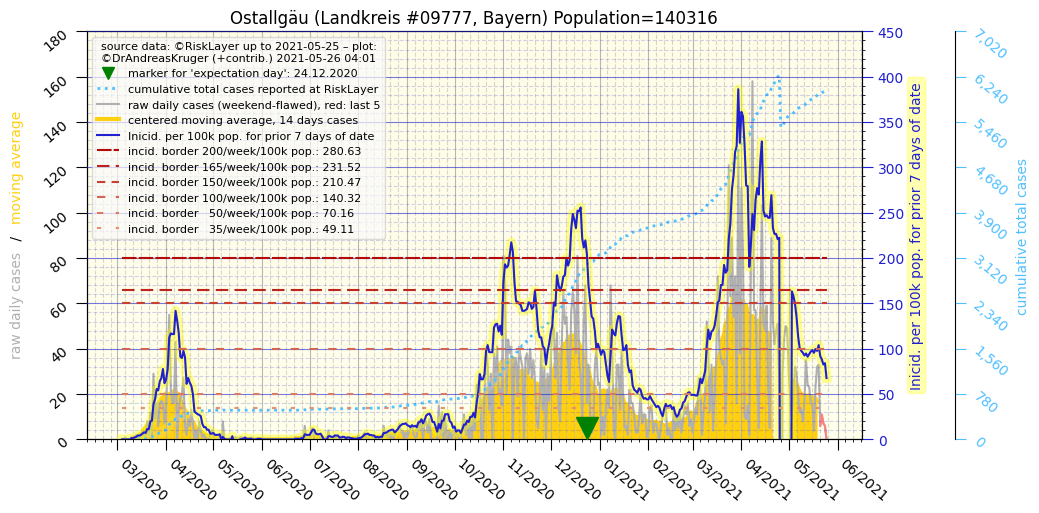 Ostallgäu (Landkreis #09777, Bayern) Population=140316
source data: ©RiskLayer up to 2021-05-25 – plot:
©DrAndreasKruger (+contrib.) 2021-05-26 04:01
marker for 'expectation day': 24.12.2020
cumulative total cases reported at RiskLayer
raw daily cases (weekend-flawed), red: last 5
centered moving average, 14 days cases
Inicid. per 100k pop. for prior 7 days of date
incid. border 200/week/100k pop.: 280.63
incid. border 165/week/100k pop.: 231.52
incid. border 150/week/100k pop.: 210.47
incid. border 100/week/100k pop.: 140.32
incid. border 50/week/100k pop.: 70.16
incid. border 35/week/100k pop.: 49.11
raw daily cases / moving average
180
160
140
120
100
80
60
40
20
0
450
400
350
300
250
200
150
100
50
0
Inicid. per 100k pop. for prior 7 days of date
7,020
6,240
5,460
4,680
3,900
3,120
2,340
1,560
780
0
cumulative total cases
03/2020
04/2020
05/2020
06/2020
07/2020
08/2020
09/2020
10/2020
11/2020
12/2020
01/2021
02/2021
03/2021
04/2021
05/2021
06/2021